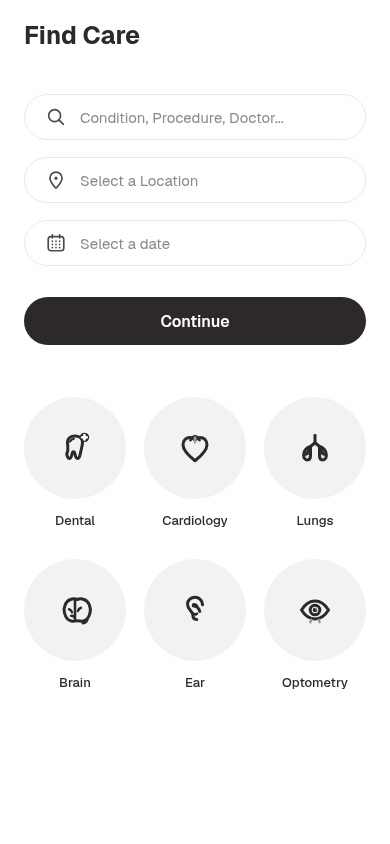 Find Care
Condition, Procedure, Doctor...
Select a Location
Select a date
Continue
Dental
Cardiology
Lungs
Brain
Ear
Optometry